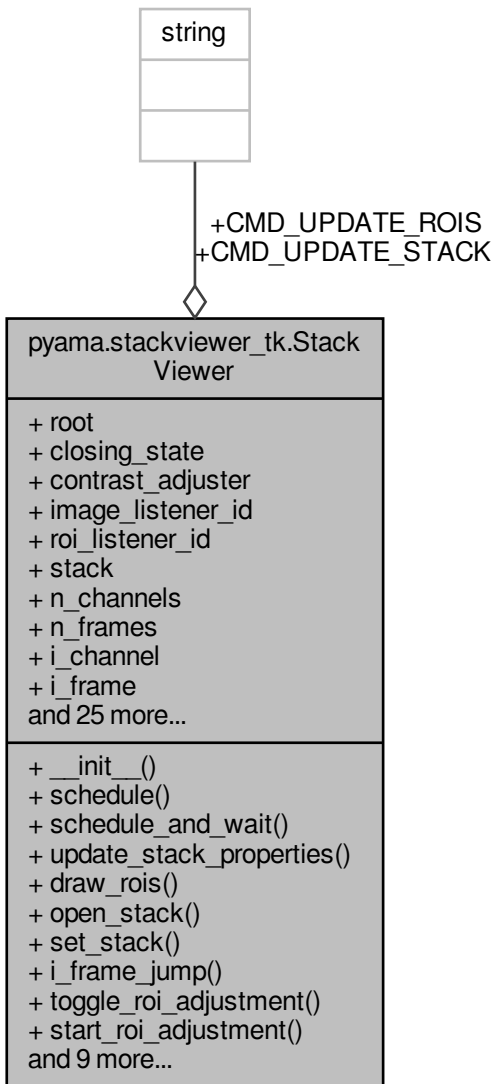 string
+CMD_UPDATE_ROIS
+CMD_UPDATE_STACK
pyama.stackviewer_tk.Stack
Viewer
+ root
+ closing_state
+ contrast_adjuster
+ image_listener_id
+ roi_listener_id
+ stack
+ n_channels
+ n_frames
+ i_channel
+ i_frame
and 25 more...
+ __init__()
+ schedule()
+ schedule_and_wait()
+ update_stack_properties()
+ draw_rois()
+ open_stack()
+ set_stack()
+ i_frame_jump()
+ toggle_roi_adjustment()
+ start_roi_adjustment()
and 9 more...